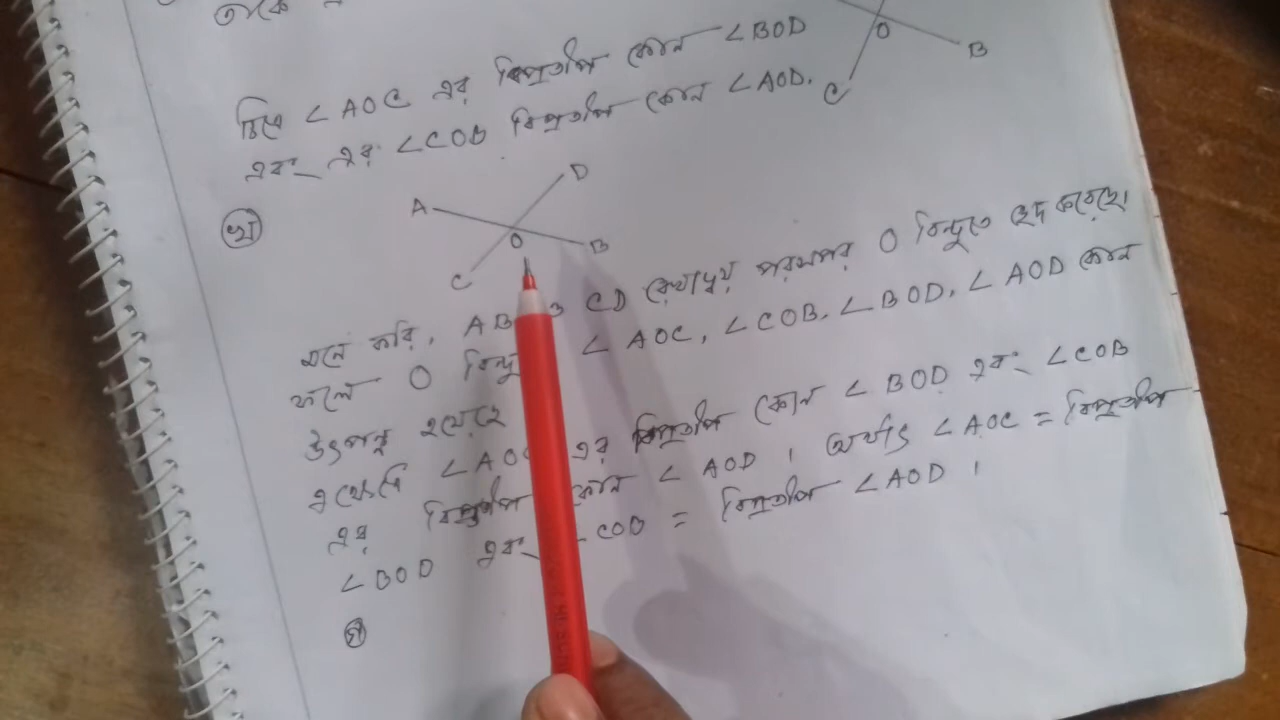 তাকে
O
B
C
চিত্রে ∠AOC এর বিপ্রতীপ কোন ∠BOD
এবং এর ∠COB বিপ্রতীপ কোন ∠AOD.
খ
A
D
O
B
C
মনে করি, AB ও CD রেখাদ্বয় পরস্পর O বিন্দুতে ছেদ করেছে।
ফলে O বিন্দু ∠AOC, ∠COB, ∠BOD, ∠AOD কোন
উৎপন্ন হয়েছে
∠AOC এর বিপ্রতীপ কোন ∠BOD এবং ∠COB
এর বিপ্রতীপ কোন ∠AOD । অর্থাৎ ∠AOC = বিপ্রতীপ
∠BOD এবং COB = বিপ্রতীপ ∠AOD ।
গ